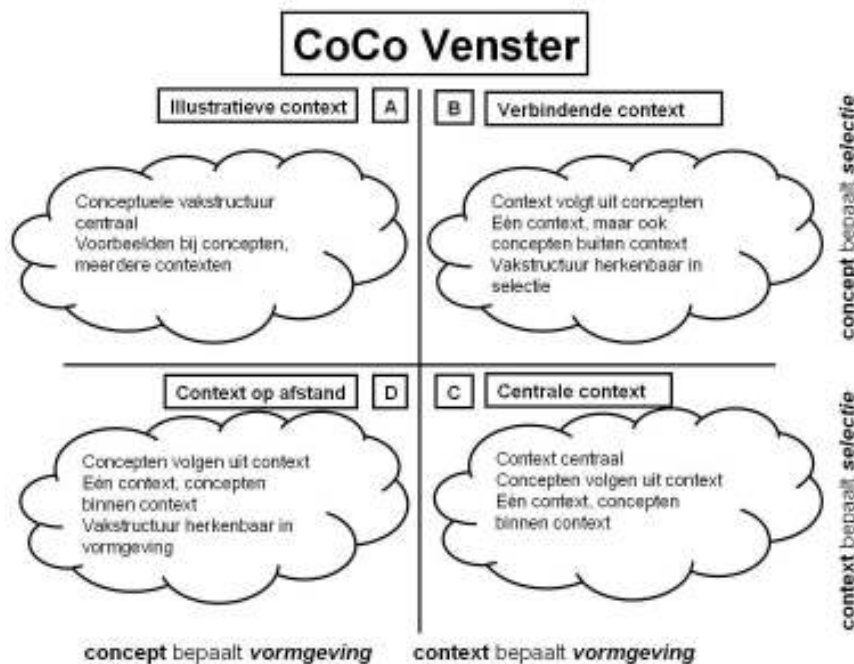 CoCo Venster
Illustratieve context
A
B
Verbindende context
Conceptuele vakstructuur
centraal
Voorbeelden bij concepten,
meerdere contexten
Context volgt uit concepten
Eén context, maar ook
concepten buiten context
Vakstructuur herkenbaar in
selectie
concept bepaalt selectie
Context op afstand
D
C
Centrale context
Concepten volgen uit context
Eén context, concepten
binnen context
Vakstructuur herkenbaar in
vormgeving
Context centraal
Concepten volgen uit context
Eén context, concepten
binnen context
context bepaalt selectie
concept bepaalt vormgeving
context bepaalt vormgeving